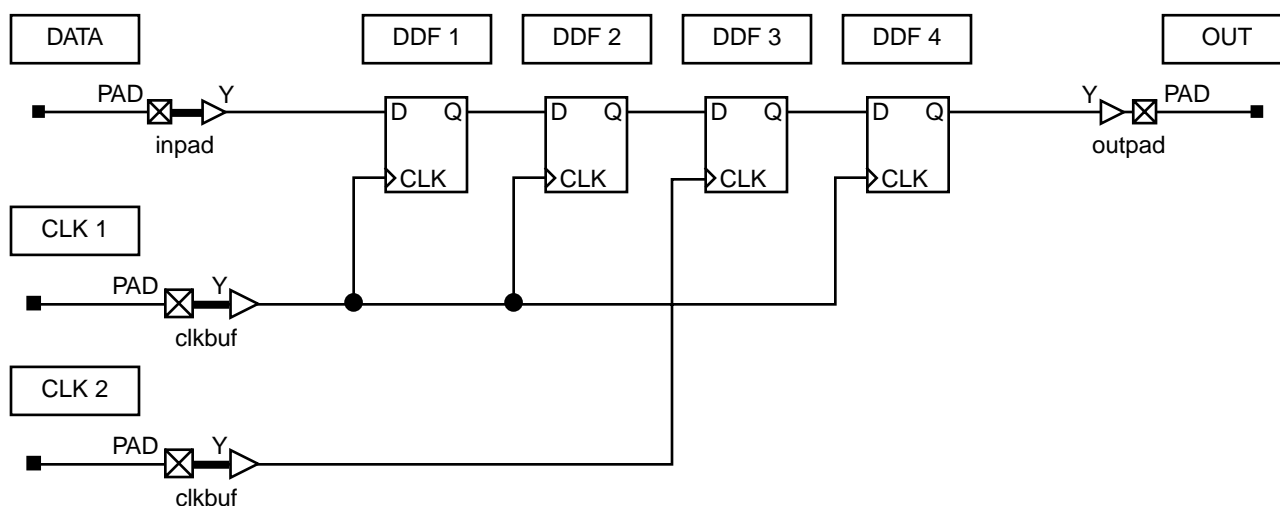 DATA
DDF 1
DDF 2
DDF 3
DDF 4
OUT
PAD
Y
inpad
D
Q
CLK
D
Q
CLK
D
Q
CLK
D
Q
CLK
Y
PAD
outpad
CLK 1
PAD
Y
clkbuf
CLK 2
PAD
Y
clkbuf